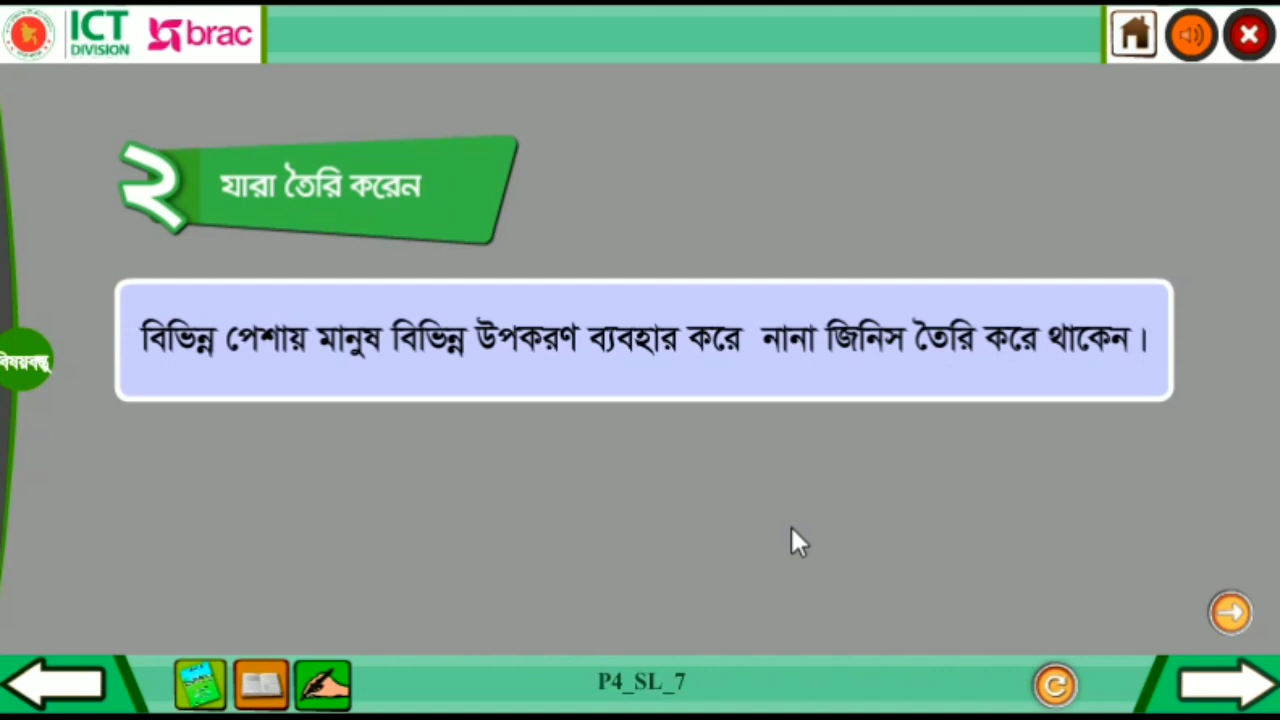 ICT
DIVISION
brac
২
যারা তৈরি করেন
বিভিন্ন পেশায় মানুষ বিভিন্ন উপকরণ ব্যবহার করে নানা জিনিস তৈরি করে থাকেন।
বিষয়বস্তু
P4_SL_7